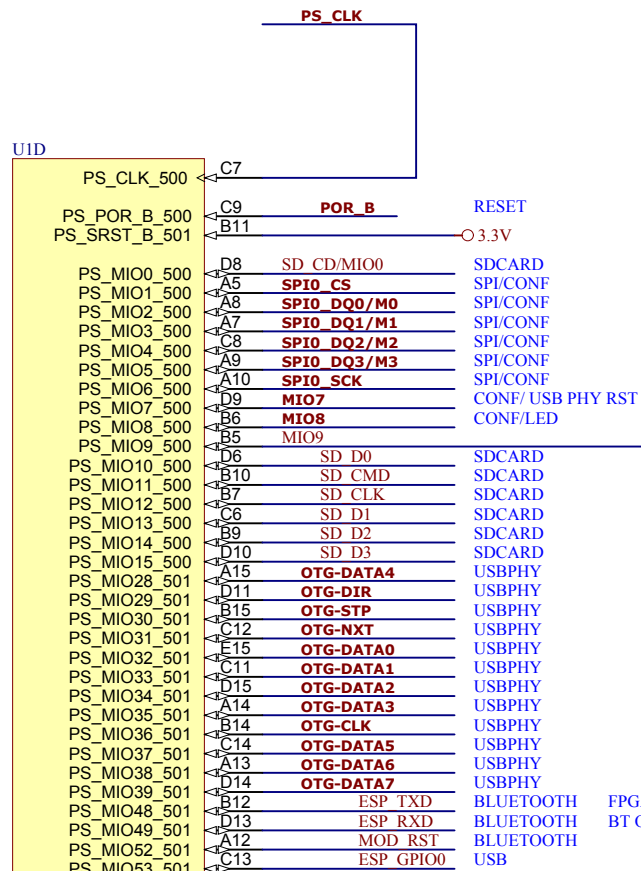 PS_CLK
U1D
PS_CLK_500 C7
PS_POR_B_500 C9 POR_B RESET
PS_SRST_B_501 B11 3.3V
PS_MIO0_500 D8 SD_CD/MIO0 SDCARD
PS_MIO1_500 A5 SPI0_CS SPI/CONF
PS_MIO2_500 A8 SPI0_DQ0/M0 SPI/CONF
PS_MIO3_500 A7 SPI0_DQ1/M1 SPI/CONF
PS_MIO4_500 C8 SPI0_DQ2/M2 SPI/CONF
PS_MIO5_500 A9 SPI0_DQ3/M3 SPI/CONF
PS_MIO6_500 A10 SPI0_SCK SPI/CONF
PS_MIO7_500 D9 MIO7 CONF/ USB PHY RST
PS_MIO8_500 B6 MIO8 CONF/LED
PS_MIO9_500 B5 MIO9
PS_MIO10_500 D6 SD_D0 SDCARD
PS_MIO11_500 B10 SD_CMD SDCARD
PS_MIO12_500 B7 SD_CLK SDCARD
PS_MIO13_500 C6 SD_D1 SDCARD
PS_MIO14_500 B9 SD_D2 SDCARD
PS_MIO15_500 D10 SD_D3 SDCARD
PS_MIO28_501 A15 OTG-DATA4 USBPHY
PS_MIO29_501 D11 OTG-DIR USBPHY
PS_MIO30_501 B15 OTG-STP USBPHY
PS_MIO31_501 C12 OTG-NXT USBPHY
PS_MIO32_501 E15 OTG-DATA0 USBPHY
PS_MIO33_501 C11 OTG-DATA1 USBPHY
PS_MIO34_501 D15 OTG-DATA2 USBPHY
PS_MIO35_501 A14 OTG-DATA3 USBPHY
PS_MIO36_501 B14 OTG-CLK USBPHY
PS_MIO37_501 C14 OTG-DATA5 USBPHY
PS_MIO38_501 A13 OTG-DATA6 USBPHY
PS_MIO39_501 D14 OTG-DATA7 USBPHY
PS_MIO48_501 B12 ESP_TXD BLUETOOTH FPG
PS_MIO49_501 D13 ESP_RXD BLUETOOTH BT
PS_MIO52_501 A12 MOD_RST BLUETOOTH
PS_MIO53_501 C13 ESP_GPIO0 USB